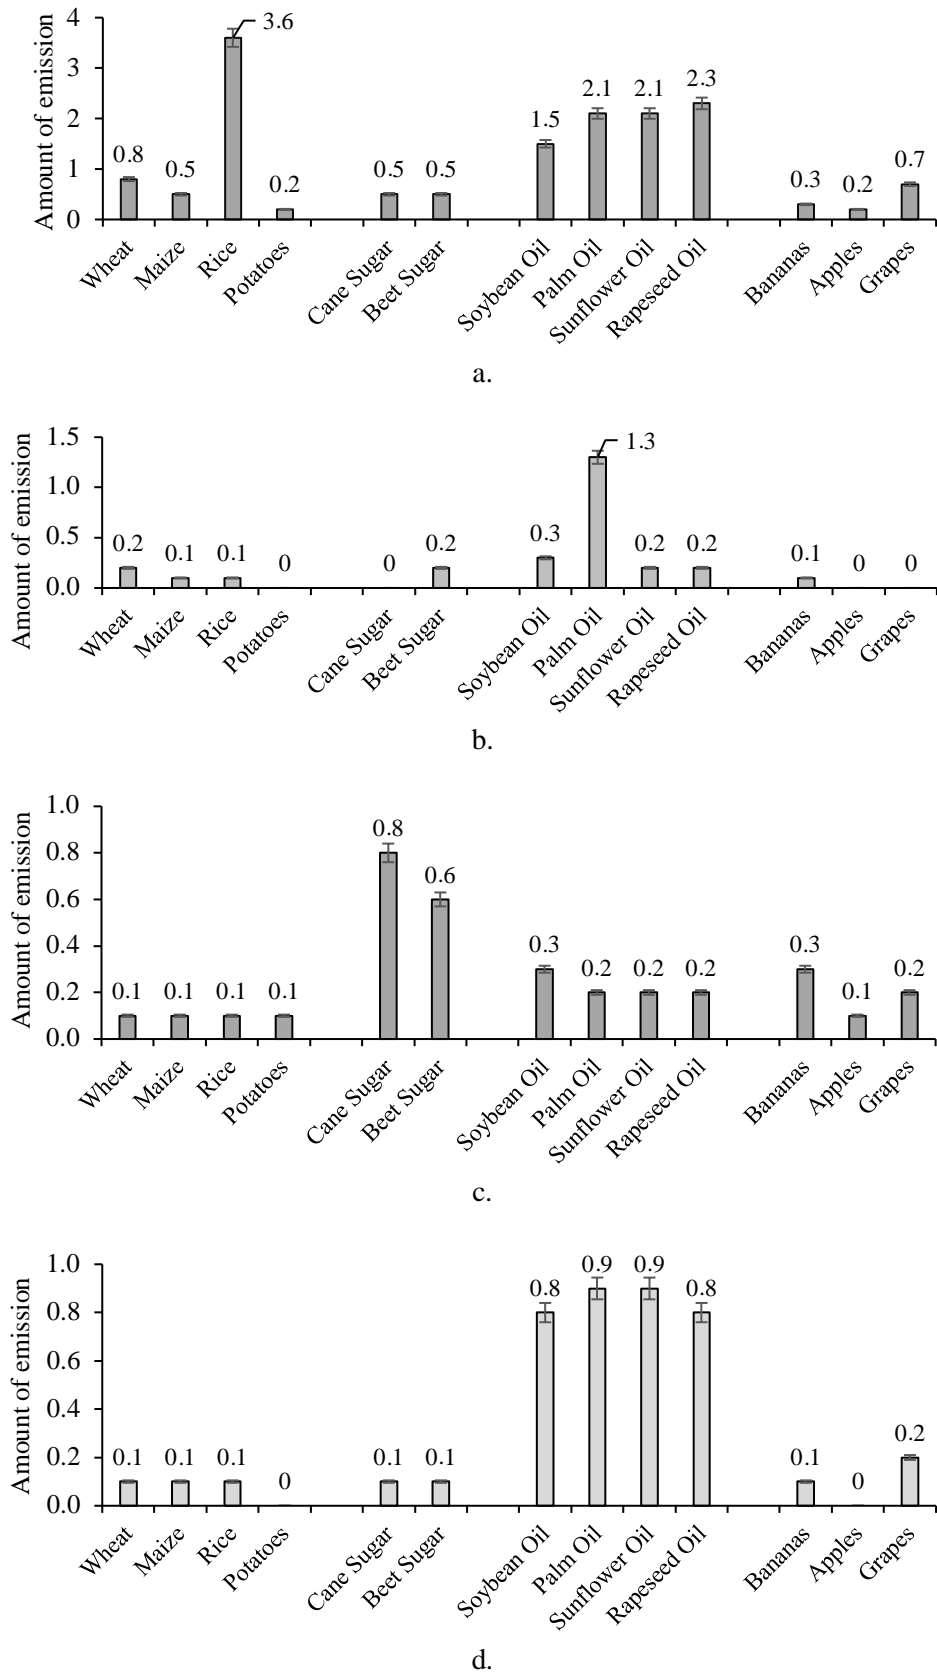 Amount of emission
4
3
2
1
0
0.8
0.5
3.6
0.2
0.5
0.5
1.5
2.1
2.1
2.3
0.3
0.2
0.7
Wheat
Maize
Rice
Potatoes
Cane Sugar
Beet Sugar
Soybean Oil
Palm Oil
Sunflower Oil
Rapeseed Oil
Bananas
Apples
Grapes
a.
Amount of emission
1.5
1.0
0.5
0.0
0.2
0.1
0.1
0
0
0.2
0.3
1.3
0.2
0.2
0.1
0
0
Wheat
Maize
Rice
Potatoes
Cane Sugar
Beet Sugar
Soybean Oil
Palm Oil
Sunflower Oil
Rapeseed Oil
Bananas
Apples
Grapes
b.
Amount of emission
1.0
0.8
0.6
0.4
0.2
0.0
0.1
0.1
0.1
0.1
0.8
0.6
0.3
0.2
0.2
0.2
0.3
0.1
0.2
Wheat
Maize
Rice
Potatoes
Cane Sugar
Beet Sugar
Soybean Oil
Palm Oil
Sunflower Oil
Rapeseed Oil
Bananas
Apples
Grapes
c.
Amount of emission
1.0
0.8
0.6
0.4
0.2
0.0
0.1
0.1
0.1
0
0.1
0.1
0.8
0.9
0.9
0.8
0.1
0
0.2
Wheat
Maize
Rice
Potatoes
Cane Sugar
Beet Sugar
Soybean Oil
Palm Oil
Sunflower Oil
Rapeseed Oil
Bananas
Apples
Grapes
d.